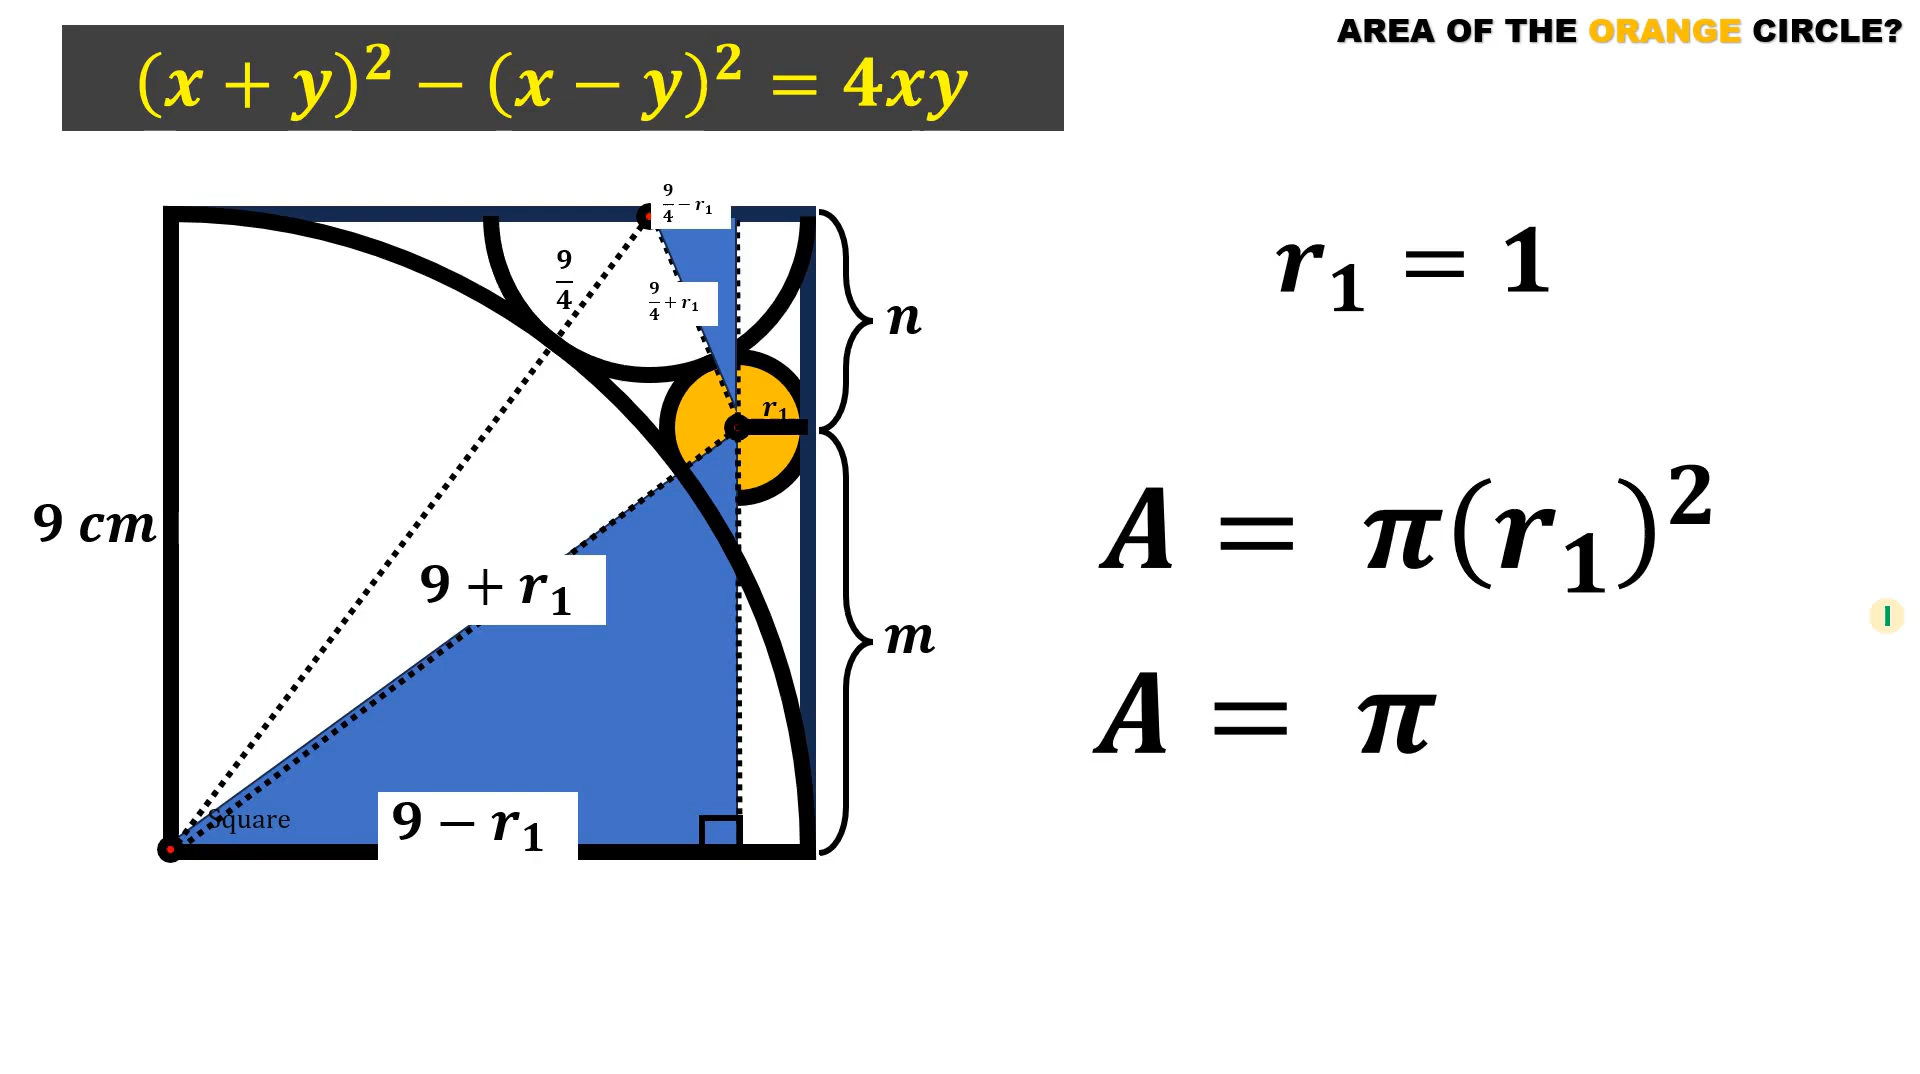 AREA OF THE ORANGE CIRCLE?
(x + y)² − (x − y)² = 4xy
9/4 − r₁
9/4
9/4 + r₁
n
r₁
r₁ = 1
9 cm
9 + r₁
m
A = π(r₁)²
A = π
Square
9 − r₁